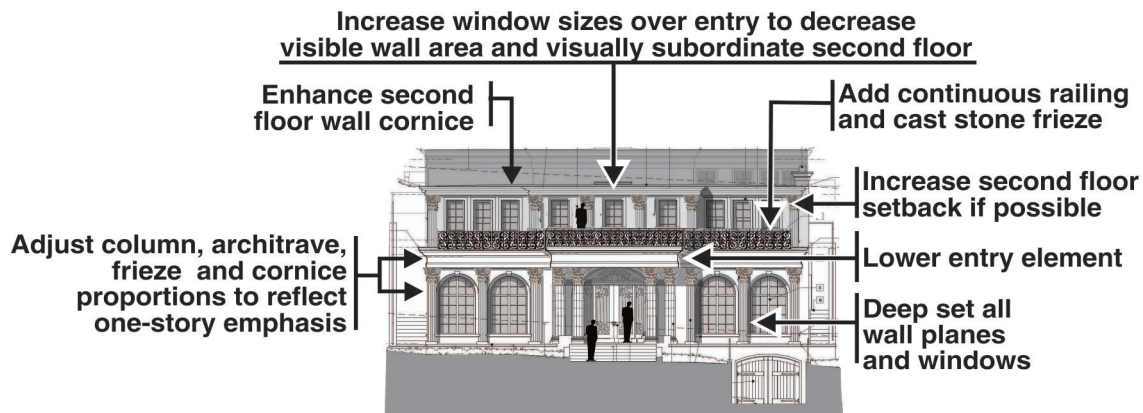 Increase window sizes over entry to decrease
visible wall area and visually subordinate second floor
Enhance second
floor wall cornice
Add continuous railing
and cast stone frieze
Increase second floor
setback if possible
Adjust column, architrave,
frieze and cornice
proportions to reflect
one-story emphasis
Lower entry element
Deep set all
wall planes
and windows